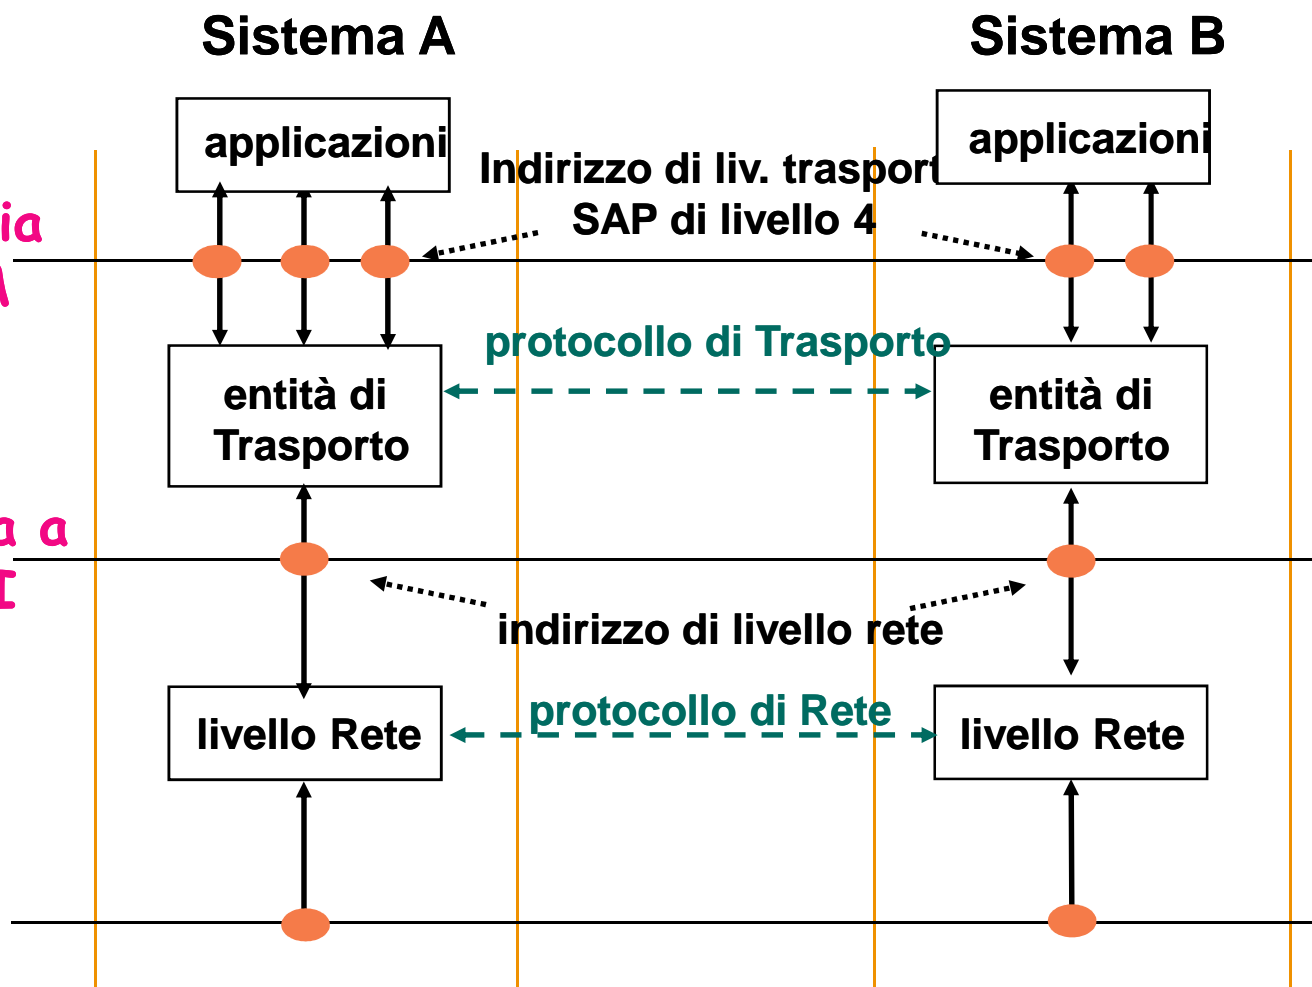 Sistema A
Sistema B
applicazioni
applicazioni
Indirizzo di liv. trasport
SAP di livello 4
ia
protocollo di Trasporto
entità di
Trasporto
entità di
Trasporto
a a
I
indirizzo di livello rete
protocollo di Rete
livello Rete
livello Rete